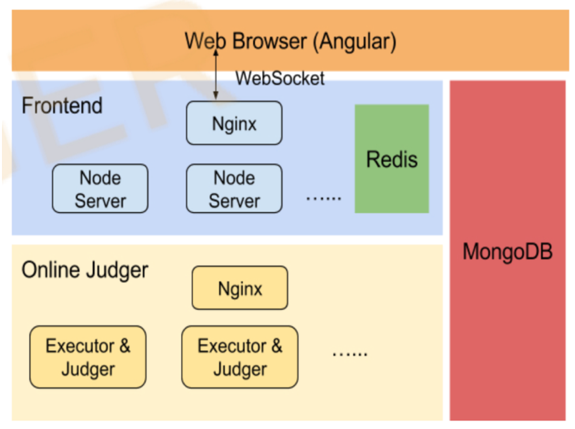 Web Browser (Angular)
WebSocket
Frontend
Nginx
Node
Server
Node
Server
......
Redis
MongoDB
Online Judger
Nginx
Executor &
Judger
Executor &
Judger
......